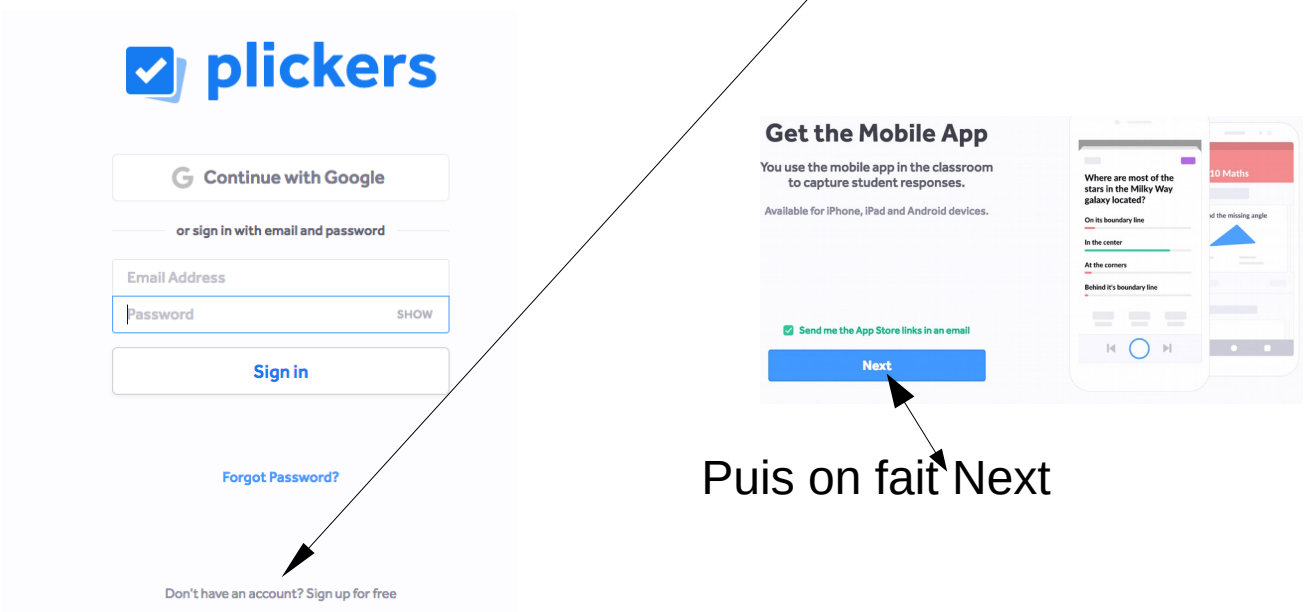 plickers
Continue with Google
or sign in with email and password
Email Address
Password SHOW
Sign in
Forgot Password?
Don't have an account? Sign up for free
Get the Mobile App
You use the mobile app in the classroom
to capture student responses.
Available for iPhone, iPad and Android devices.
Send me the App Store links in an email
Next
Where are most of the
stars in the Milky Way
galaxy located?
On its boundary line
In the center
At the corners
Behind it's boundary line
10 Maths
the missing angle
Puis on fait Next